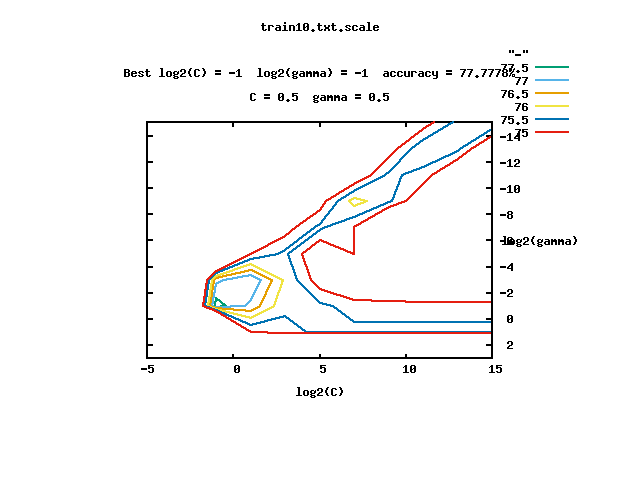 train10.txt.scale
"-"
Best log2(C) = -1 log2(gamma) = -1 accuracy = 77.7778%
77.5
77
C = 0.5 gamma = 0.5
76.5
76
75.5
75
-14
-12
-10
-8
-6
log2(gamma)
-4
-2
0
2
-5 0 5 10 15
log2(C)